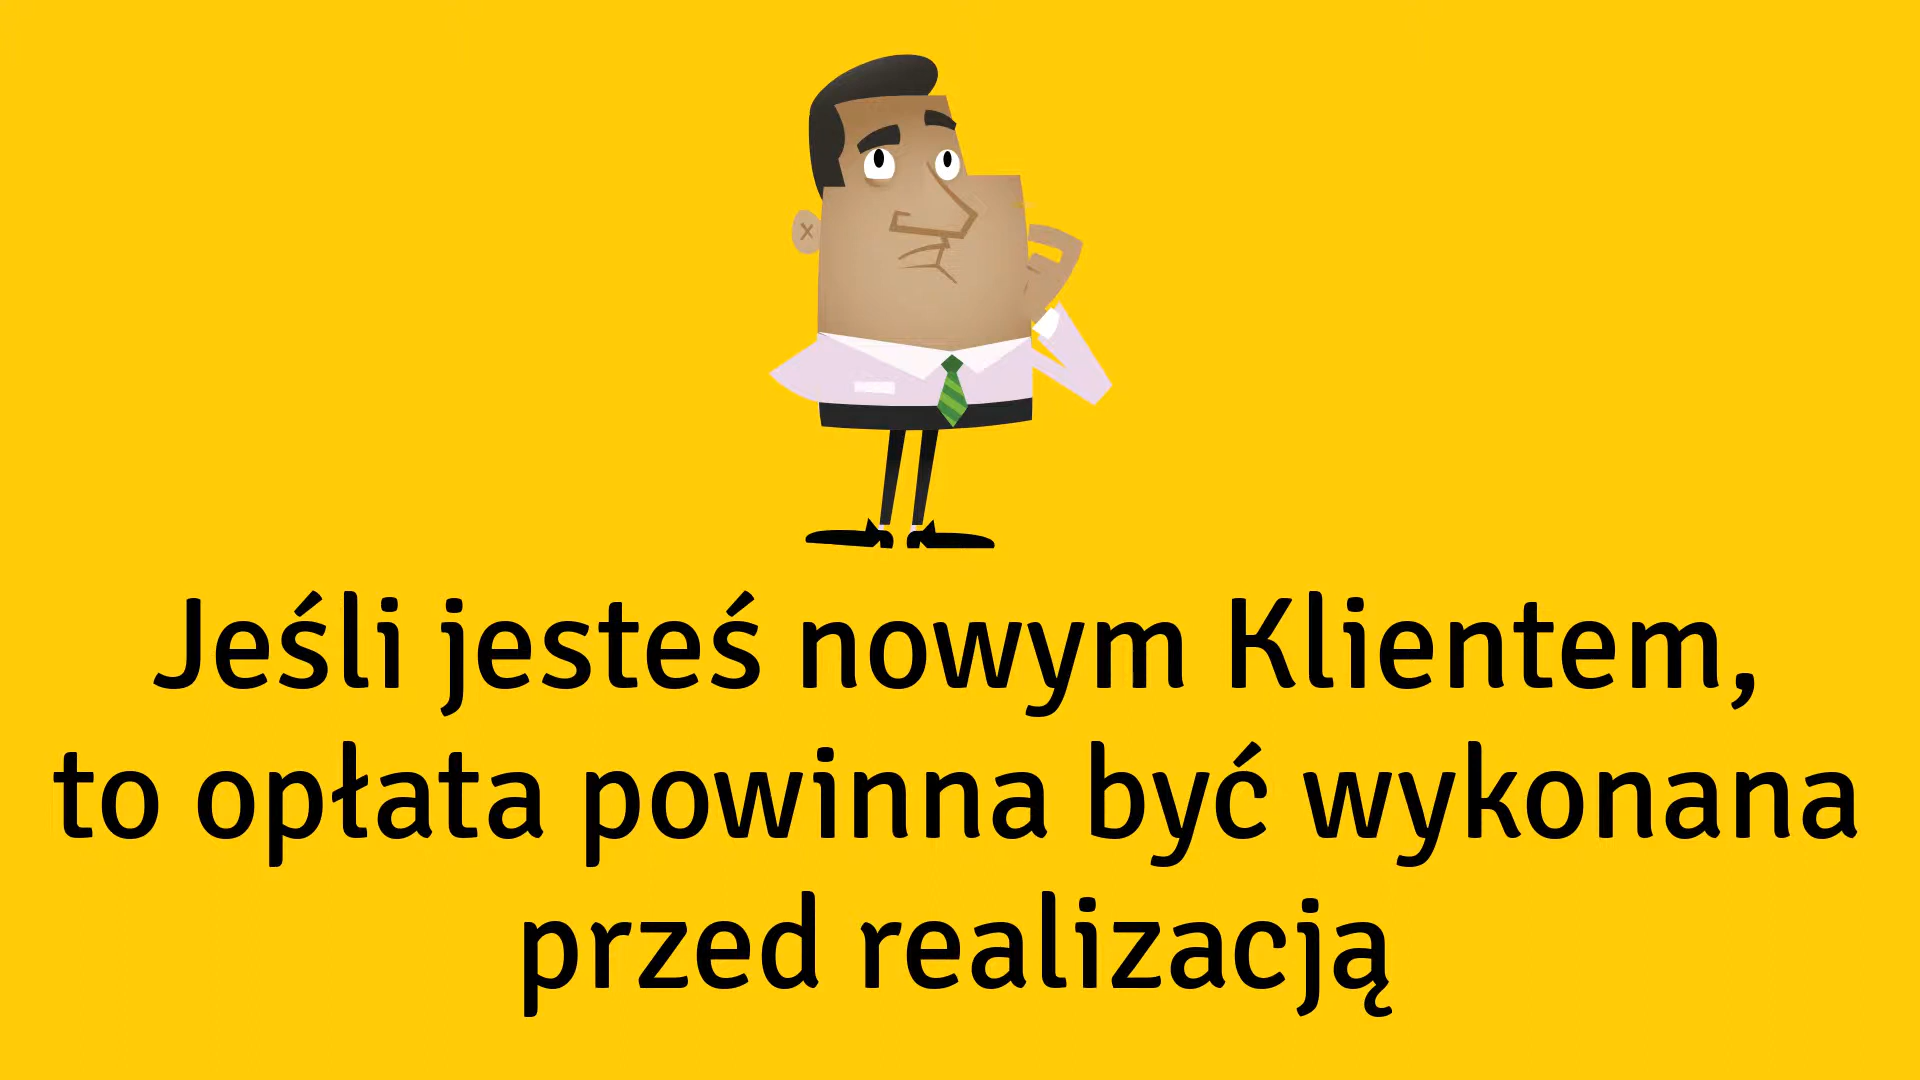 Jeśli jesteś nowym Klientem,
to opłata powinna być wykonana
przed realizacją